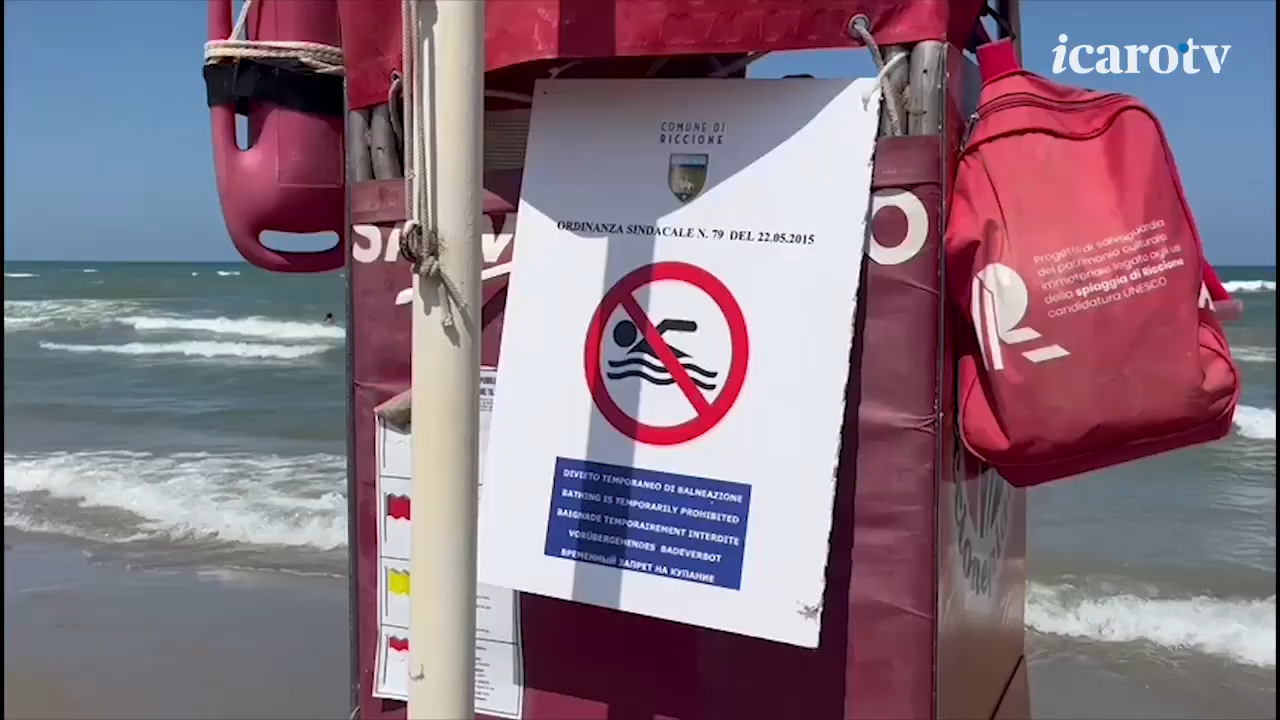 icarotv
COMUNE DI
RICCIONE
ORDINANZA SINDACALE N. 79 DEL 22.05.2015
DIVIETO TEMPORANEO DI BALNEAZIONE
BATHING IS TEMPORARILY PROHIBITED
BAIGNADE TEMPORAIREMENT INTERDITE
VORÜBERGEHENDES BADEVERBOT
ВРЕМЕННЫЙ ЗАПРЕТ НА КУПАНИЕ
Progetto di salvaguardia
del patrimonio culturale
immateriale legato agli usi
della spiaggia di Riccione
candidatura UNESCO